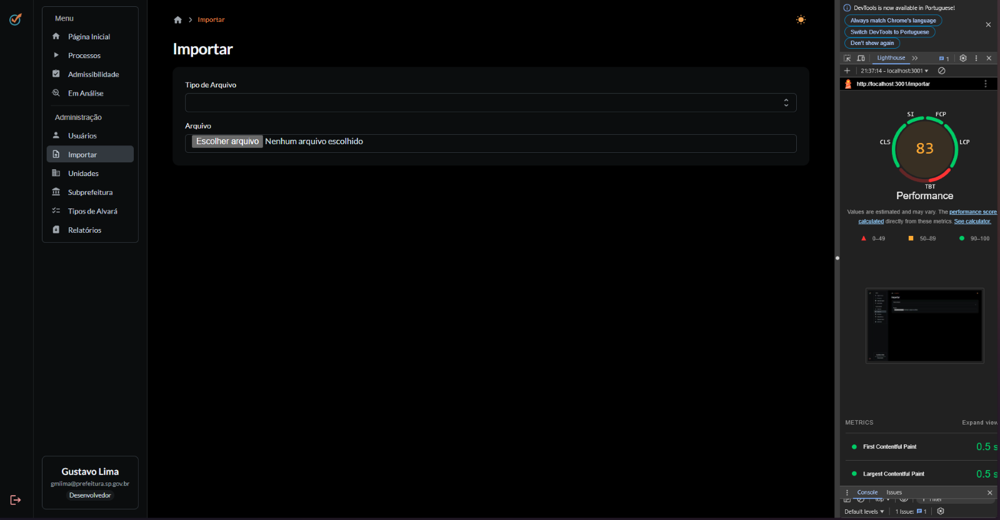 Menu
Página Inicial
Processos
Admissibilidade
Em Análise
Administração
Usuários
Importar
Unidades
Subprefeitura
Tipos de Alvará
Relatórios
Gustavo Lima
gmlima@prefeitura.sp.gov.br
Desenvolvedor
Importar
Importar
Tipo de Arquivo
Arquivo
Escolher arquivo Nenhum arquivo escolhido
DevTools is now available in Portuguese!
Always match Chrome's language
Switch DevTools to Portuguese
Don't show again
Lighthouse 1
21:37:14 - localhost:3001
http://localhost:3001/importar
SI FCP
CLS 83 LCP
TBT
Performance
Values are estimated and may vary. The performance score
calculated directly from these metrics. See calculator.
0–49 50–89 90–100
METRICS Expand view
First Contentful Paint 0.5 s
Largest Contentful Paint 0.5 s
Console Issues
top Filter
Default levels 1 Issue: 1